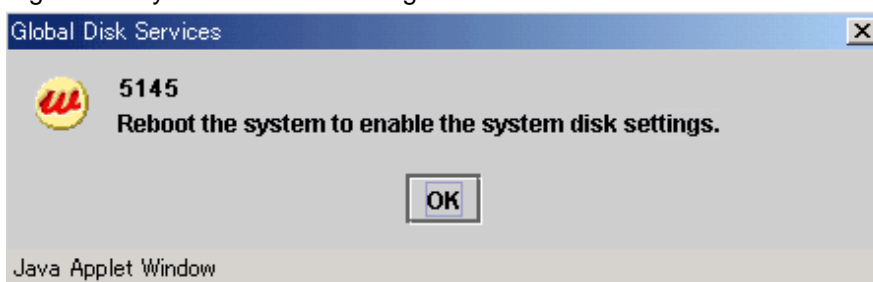 Global Disk Services
5145
Reboot the system to enable the system disk settings.
OK
Java Applet Window